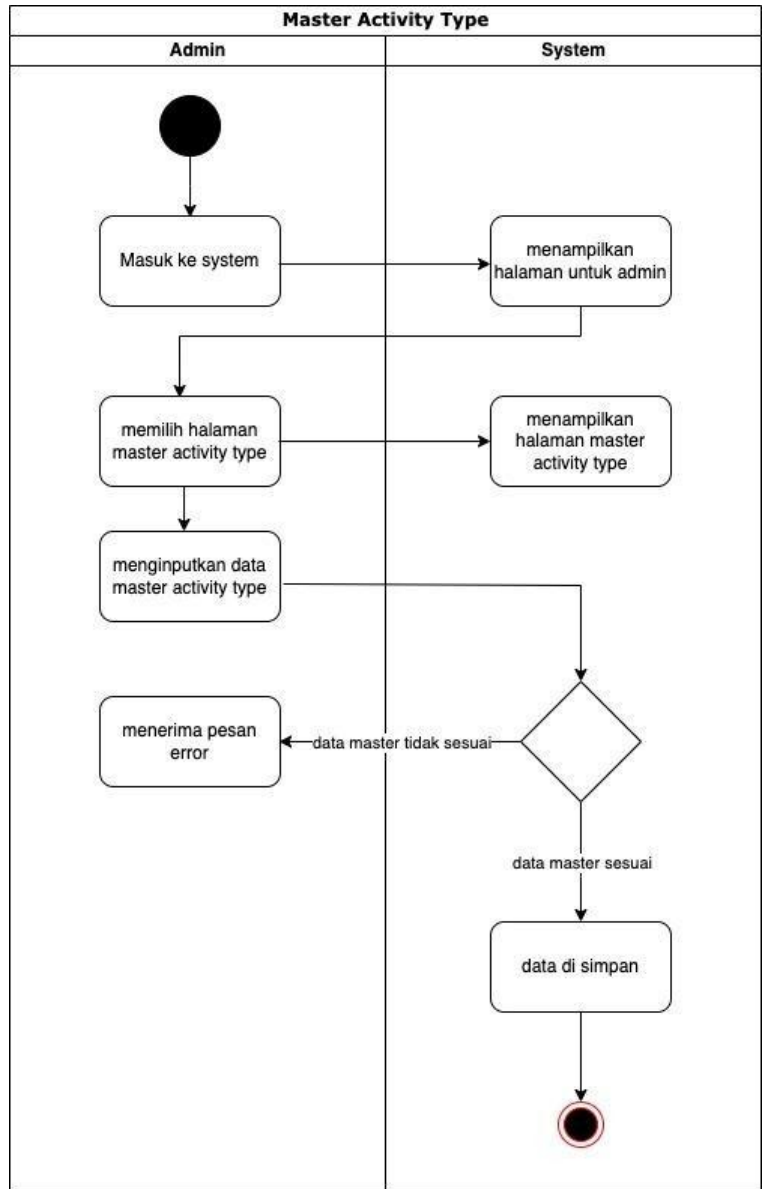 Master Activity Type
Admin
System
Masuk ke system
menampilkan
halaman untuk admin
memilih halaman
master activity type
menampilkan
halaman master
activity type
menginputkan data
master activity type
menerima pesan
error
data master tidak sesuai
data master sesuai
data di simpan